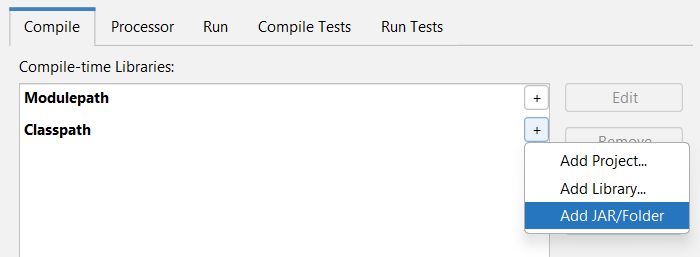 Compile Processor Run Compile Tests Run Tests
Compile-time Libraries:
Modulepath + Edit
Classpath + Remove
Add Project...
Add Library...
Add JAR/Folder